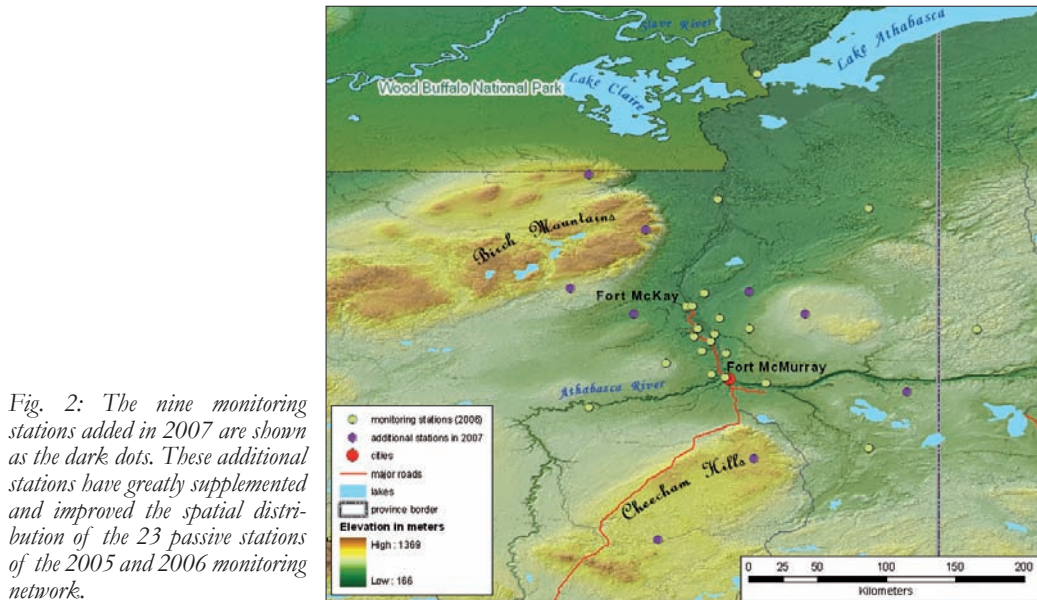 Fig. 2: The nine monitoring
stations added in 2007 are shown
as the dark dots. These additional
stations have greatly supplemented
and improved the spatial distri-
bution of the 23 passive stations
of the 2005 and 2006 monitoring
network.
Slave River
Lake Athabasca
Wood Buffalo National Park
Lake Claire
Birch Mountains
Fort McKay
Fort McMurray
Athabasca River
Cheecham Hills
monitoring stations (2006)
additional stations in 2007
cities
major roads
lakes
province border
Elevation in meters
High : 1369
Low : 166
0 25 50 100 150 200
Kilometers